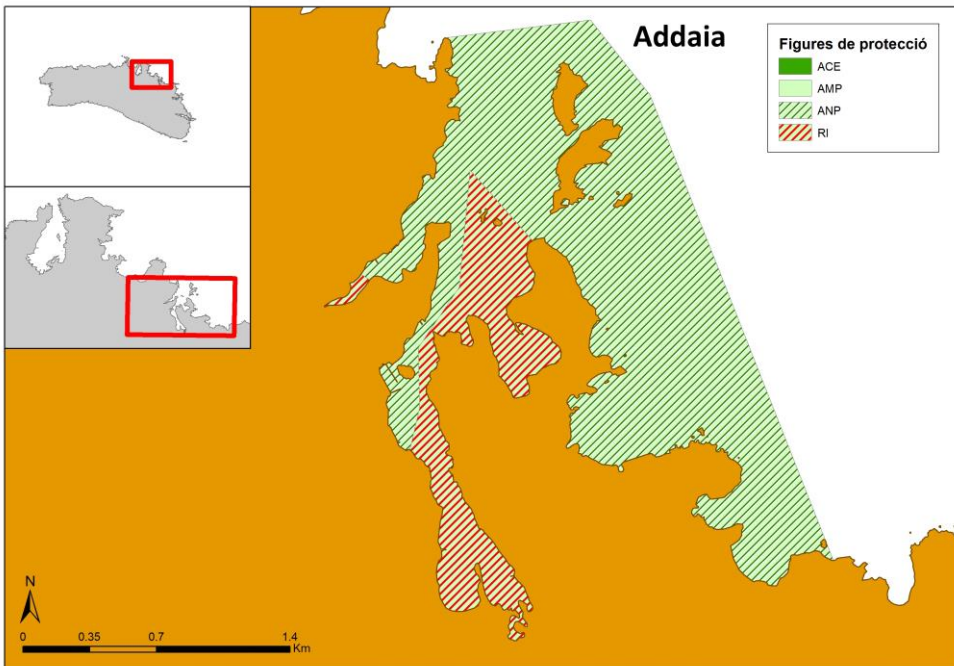 Addaia
Figures de protecció
ACE
AMP
ANP
RI
N
0 0.35 0.7 1.4
Km